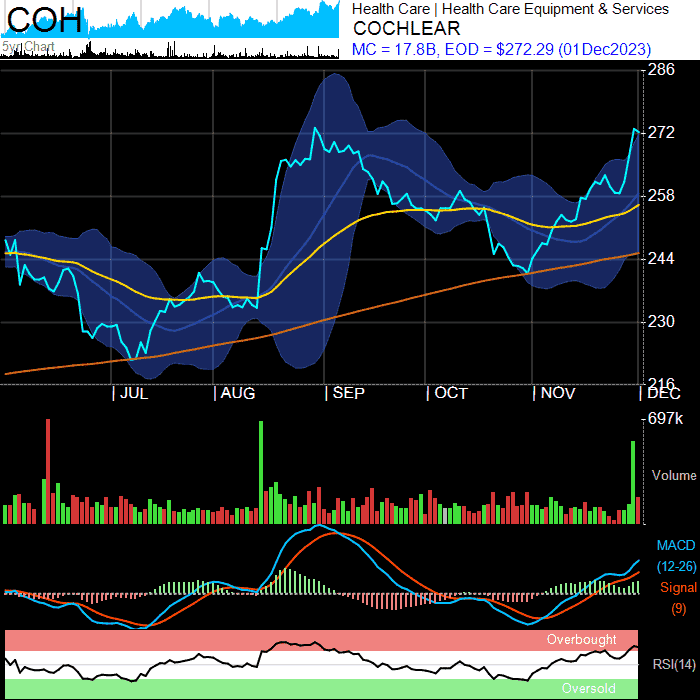 COH
5yr Chart
Health Care | Health Care Equipment & Services
COCHLEAR
MC = 17.8B, EOD = $272.29 (01Dec2023)
286
272
258
244
230
216
JUL
AUG
SEP
OCT
NOV
DEC
697k
Volume
MACD
(12-26)
Signal
(9)
Overbought
RSI(14)
Oversold